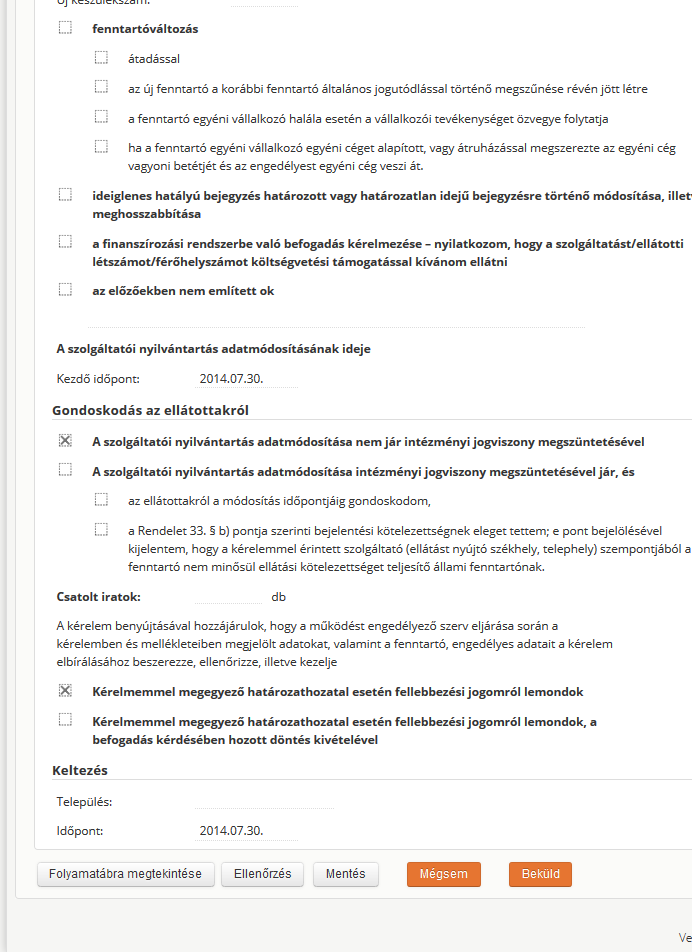 Új készülékszám:
fenntartóváltozás
átadással
az új fenntartó a korábbi fenntartó általános jogutódlással történő megszűnése révén jött létre
a fenntartó egyéni vállalkozó halála esetén a vállalkozói tevékenységet özvegye folytatja
ha a fenntartó egyéni vállalkozó egyéni céget alapított, vagy átruházással megszerezte az egyéni cég
vagyoni betétjét és az engedélyest egyéni cég veszi át.
ideiglenes hatályú bejegyzés határozott vagy határozatlan idejű bejegyzésre történő módosítása, illet
meghosszabbítása
a finanszírozási rendszerbe való befogadás kérelmezése – nyilatkozom, hogy a szolgáltatást/ellátotti
létszámot/férőhelyszámot költségvetési támogatással kívánom ellátni
az előzőekben nem említett ok
A szolgáltatói nyilvántartás adatmódosításának ideje
Kezdő időpont: 2014.07.30.
Gondoskodás az ellátottakról
A szolgáltatói nyilvántartás adatmódosítása nem jár intézményi jogviszony megszüntetésével
A szolgáltatói nyilvántartás adatmódosítása intézményi jogviszony megszüntetésével jár, és
az ellátottakról a módosítás időpontjáig gondoskodom,
a Rendelet 33. § b) pontja szerinti bejelentési kötelezettségnek eleget tettem; e pont bejelölésével
kijelentem, hogy a kérelemmel érintett szolgáltató (ellátást nyújtó székhely, telephely) szempontjából a
fenntartó nem minősül ellátási kötelezettséget teljesítő állami fenntartónak.
Csatolt iratok: db
A kérelem benyújtásával hozzájárulok, hogy a működést engedélyező szerv eljárása során a
kérelemben és mellékleteiben megjelölt adatokat, valamint a fenntartó, engedélyes adatait a kérelem
elbírálásához beszerezze, ellenőrizze, illetve kezelje
Kérelmemmel megegyező határozathozatal esetén fellebbezési jogomról lemondok
Kérelmemmel megegyező határozathozatal esetén fellebbezési jogomról lemondok, a
befogadás kérdésében hozott döntés kivételével
Keltezés
Település:
Időpont: 2014.07.30.
Folyamatábra megtekintése Ellenőrzés Mentés Mégsem Beküld
Ve